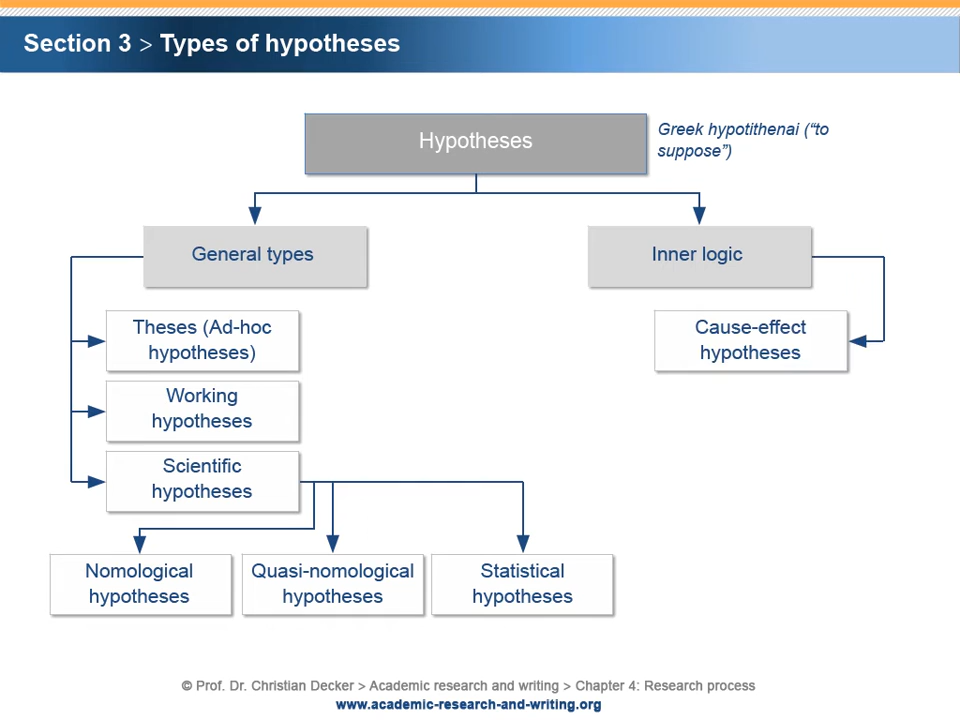 Section 3 > Types of hypotheses
Hypotheses
Greek hypotithenai (“to
suppose”)
General types
Inner logic
Theses (Ad-hoc
hypotheses)
Cause-effect
hypotheses
Working
hypotheses
Scientific
hypotheses
Nomological
hypotheses
Quasi-nomological
hypotheses
Statistical
hypotheses
© Prof. Dr. Christian Decker > Academic research and writing > Chapter 4: Research process
www.academic-research-and-writing.org